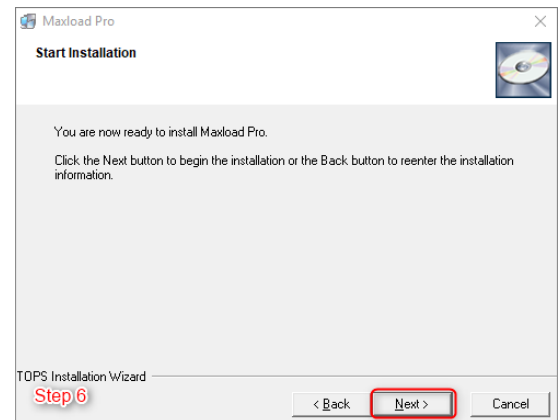 Maxload Pro
Start Installation
You are now ready to install Maxload Pro.
Click the Next button to begin the installation or the Back button to reenter the installation
information.
TOPS Installation Wizard
Step 6
< Back
Next >
Cancel